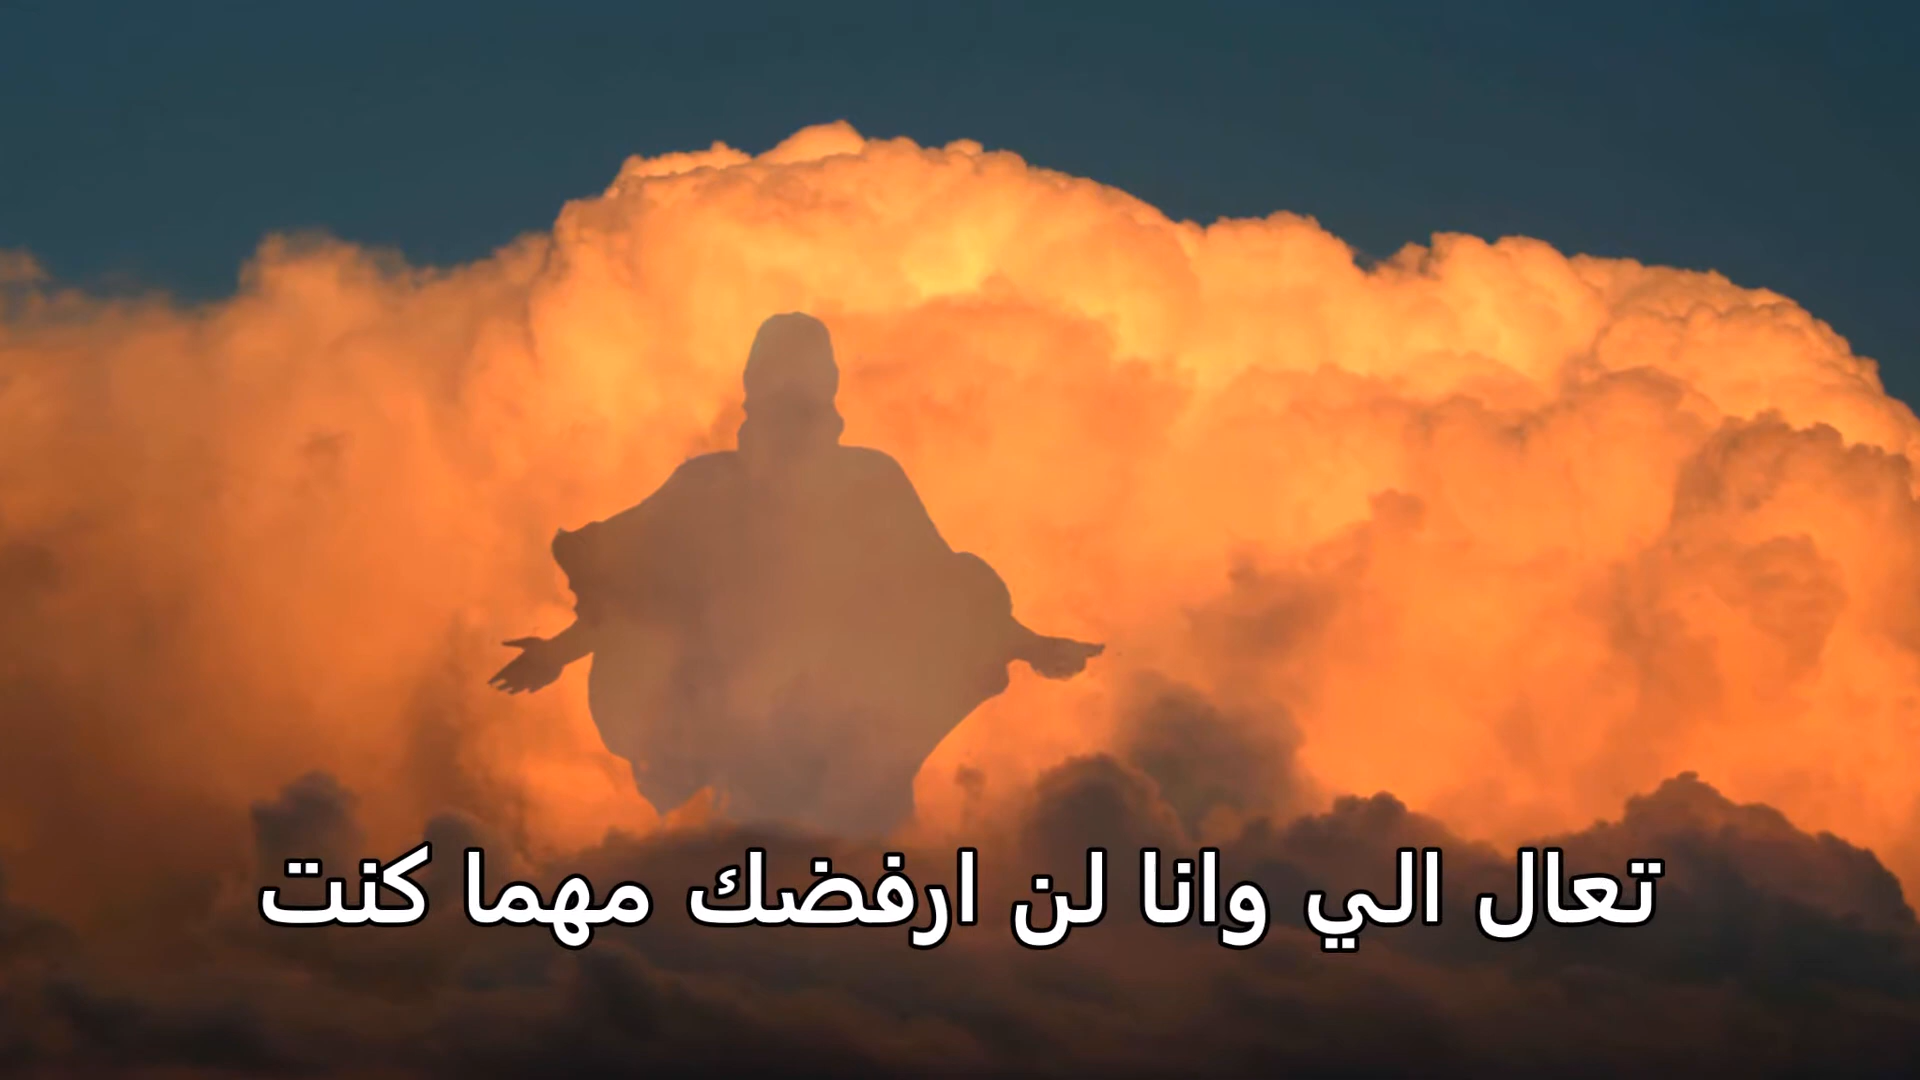 تعال الي وانا لن ارفضك مهما كنت